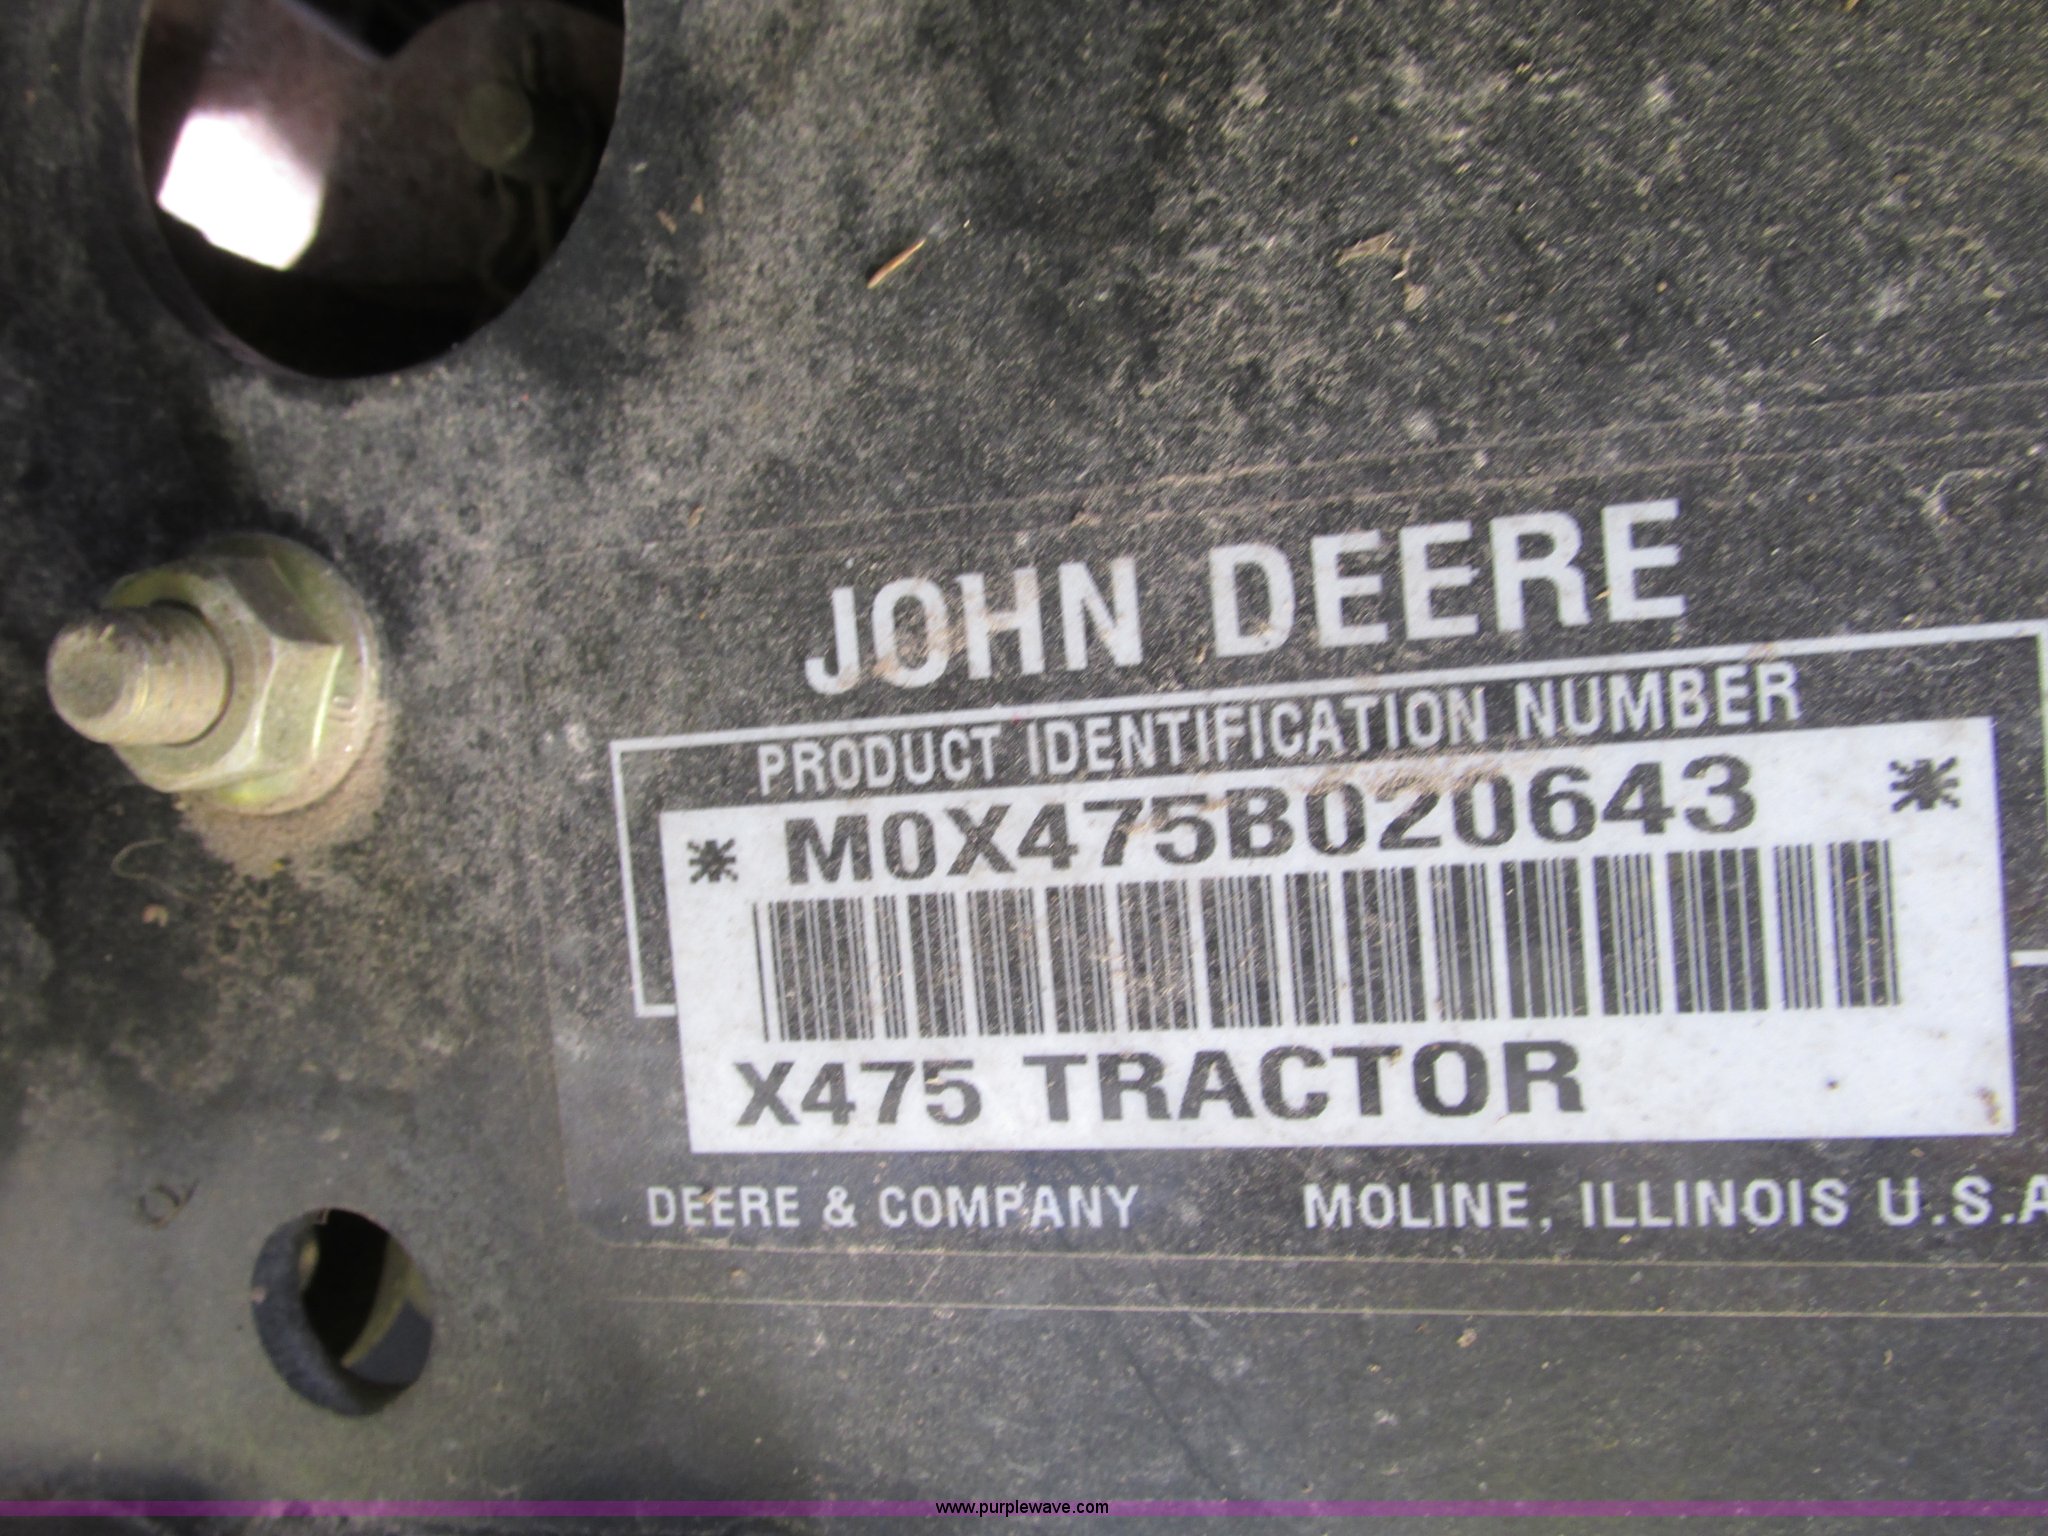 JOHN DEERE
PRODUCT IDENTIFICATION NUMBER
* M0X475B020643 *
X475 TRACTOR
DEERE & COMPANY MOLINE, ILLINOIS U.S.A
www.purplewave.com